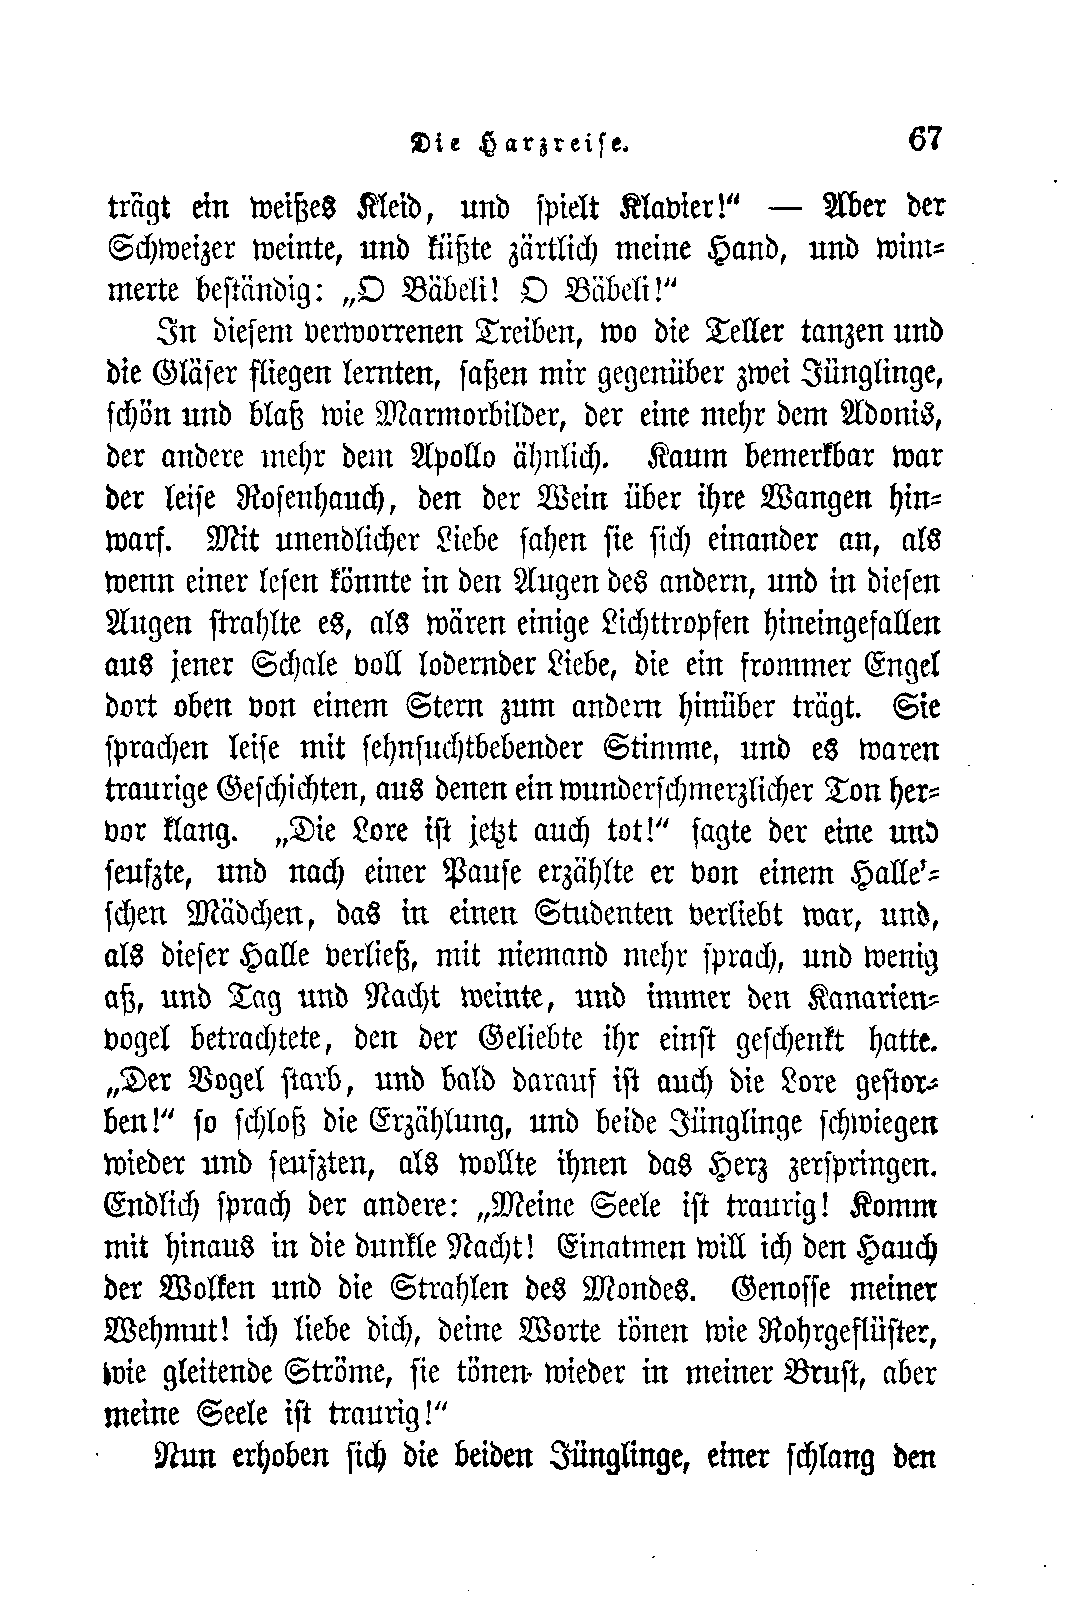 Die Harzreise. 67
trägt ein weißes Kleid, und spielt Klavier!“ — Aber der
Schweizer weinte, und küßte zärtlich meine Hand, und wim-
merte beständig: „O Bäbeli! O Bäbeli!“
In diesem verworrenen Treiben, wo die Teller tanzen und
die Gläser fliegen lernten, saßen mir gegenüber zwei Jünglinge,
schön und blaß wie Marmorbilder, der eine mehr dem Adonis,
der andere mehr dem Apollo ähnlich. Kaum bemerkbar war
der leise Rosenhauch, den der Wein über ihre Wangen hin-
warf. Mit unendlicher Liebe sahen sie sich einander an, als
wenn einer lesen könnte in den Augen des andern, und in diesen
Augen strahlte es, als wären einige Lichttropfen hineingefallen
aus jener Schale voll lodernder Liebe, die ein frommer Engel
dort oben von einem Stern zum andern hinüber trägt. Sie
sprachen leise mit sehnsuchtbebender Stimme, und es waren
traurige Geschichten, aus denen ein wunderschmerzlicher Ton her-
vor klang. „Die Lore ist jetzt auch tot!“ sagte der eine und
seufzte, und nach einer Pause erzählte er von einem Halle'-
schen Mädchen, das in einen Studenten verliebt war, und,
als dieser Halle verließ, mit niemand mehr sprach, und wenig
aß, und Tag und Nacht weinte, und immer den Kanarien-
vogel betrachtete, den der Geliebte ihr einst geschenkt hatte.
„Der Vogel starb, und bald darauf ist auch die Lore gestor-
ben!“ so schloß die Erzählung, und beide Jünglinge schwiegen
wieder und seufzten, als wollte ihnen das Herz zerspringen.
Endlich sprach der andere: „Meine Seele ist traurig! Komm
mit hinaus in die dunkle Nacht! Einatmen will ich den Hauch
der Wolken und die Strahlen des Mondes. Genosse meiner
Wehmut! ich liebe dich, deine Worte tönen wie Rohrgeflüster,
wie gleitende Ströme, sie tönen wieder in meiner Brust, aber
meine Seele ist traurig!“
Nun erhoben sich die beiden Jünglinge, einer schlang den